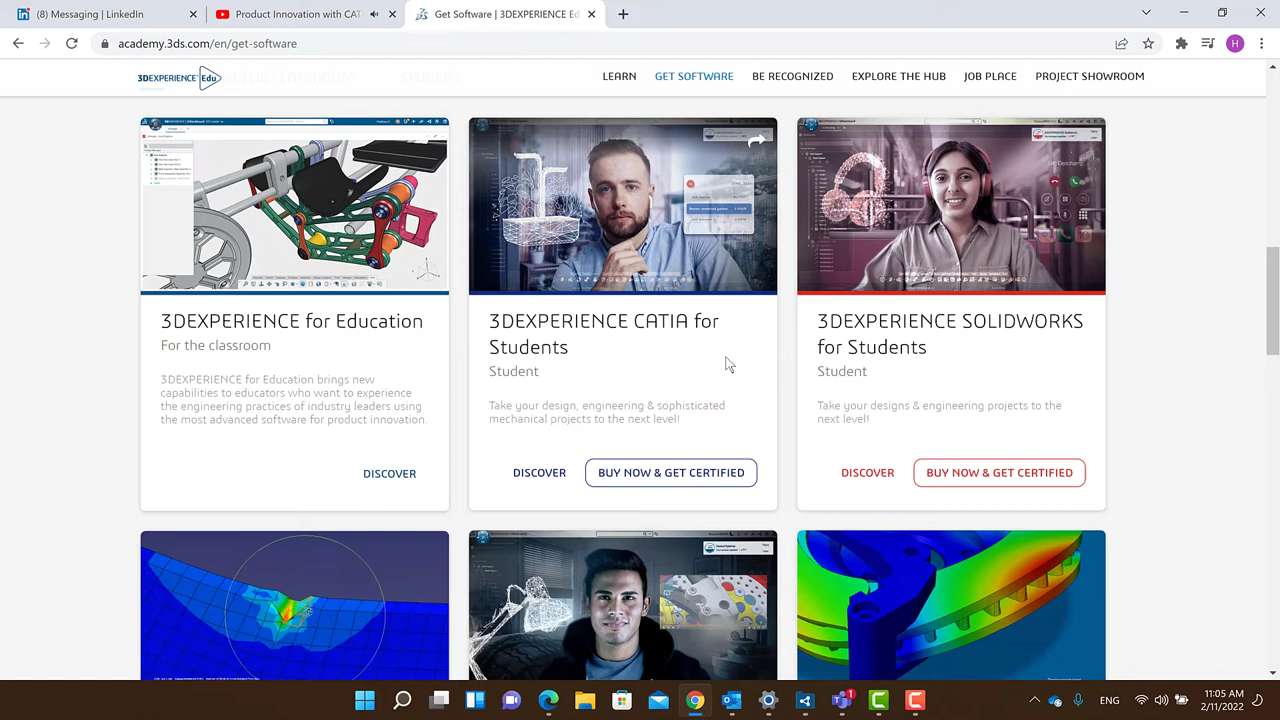 (8) Messaging | LinkedIn
Product Innovation with CATI
Get Software | 3DEXPERIENCE Ed
academy.3ds.com/en/get-software
H
3DEXPERIENCE Edu
LEARN
GET SOFTWARE
BE RECOGNIZED
EXPLORE THE HUB
JOB PLACE
PROJECT SHOWROOM
3DEXPERIENCE for Education
For the classroom
3DEXPERIENCE for Education brings new
capabilities to educators who want to experience
the engineering practices of industry leaders using
the most advanced software for product innovation.
DISCOVER
3DEXPERIENCE CATIA for
Students
Student
Take your design, engineering & sophisticated
mechanical projects to the next level!
DISCOVER
BUY NOW & GET CERTIFIED
3DEXPERIENCE SOLIDWORKS
for Students
Student
Take your designs & engineering projects to the
next level!
DISCOVER
BUY NOW & GET CERTIFIED
1
ENG
11:05 AM
2/11/2022